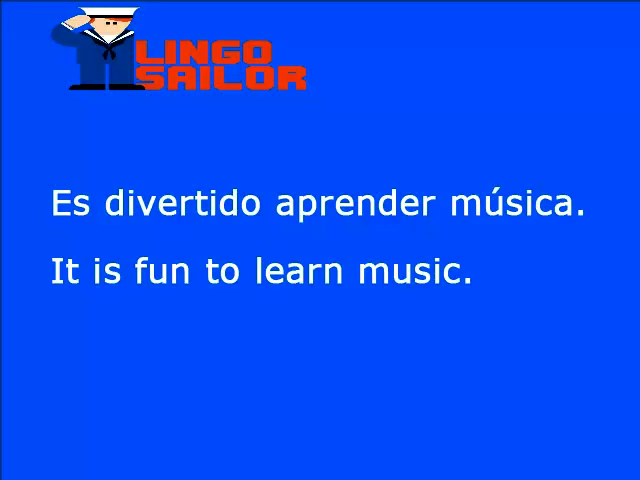 LINGO
SAILOR
Es divertido aprender música.
It is fun to learn music.